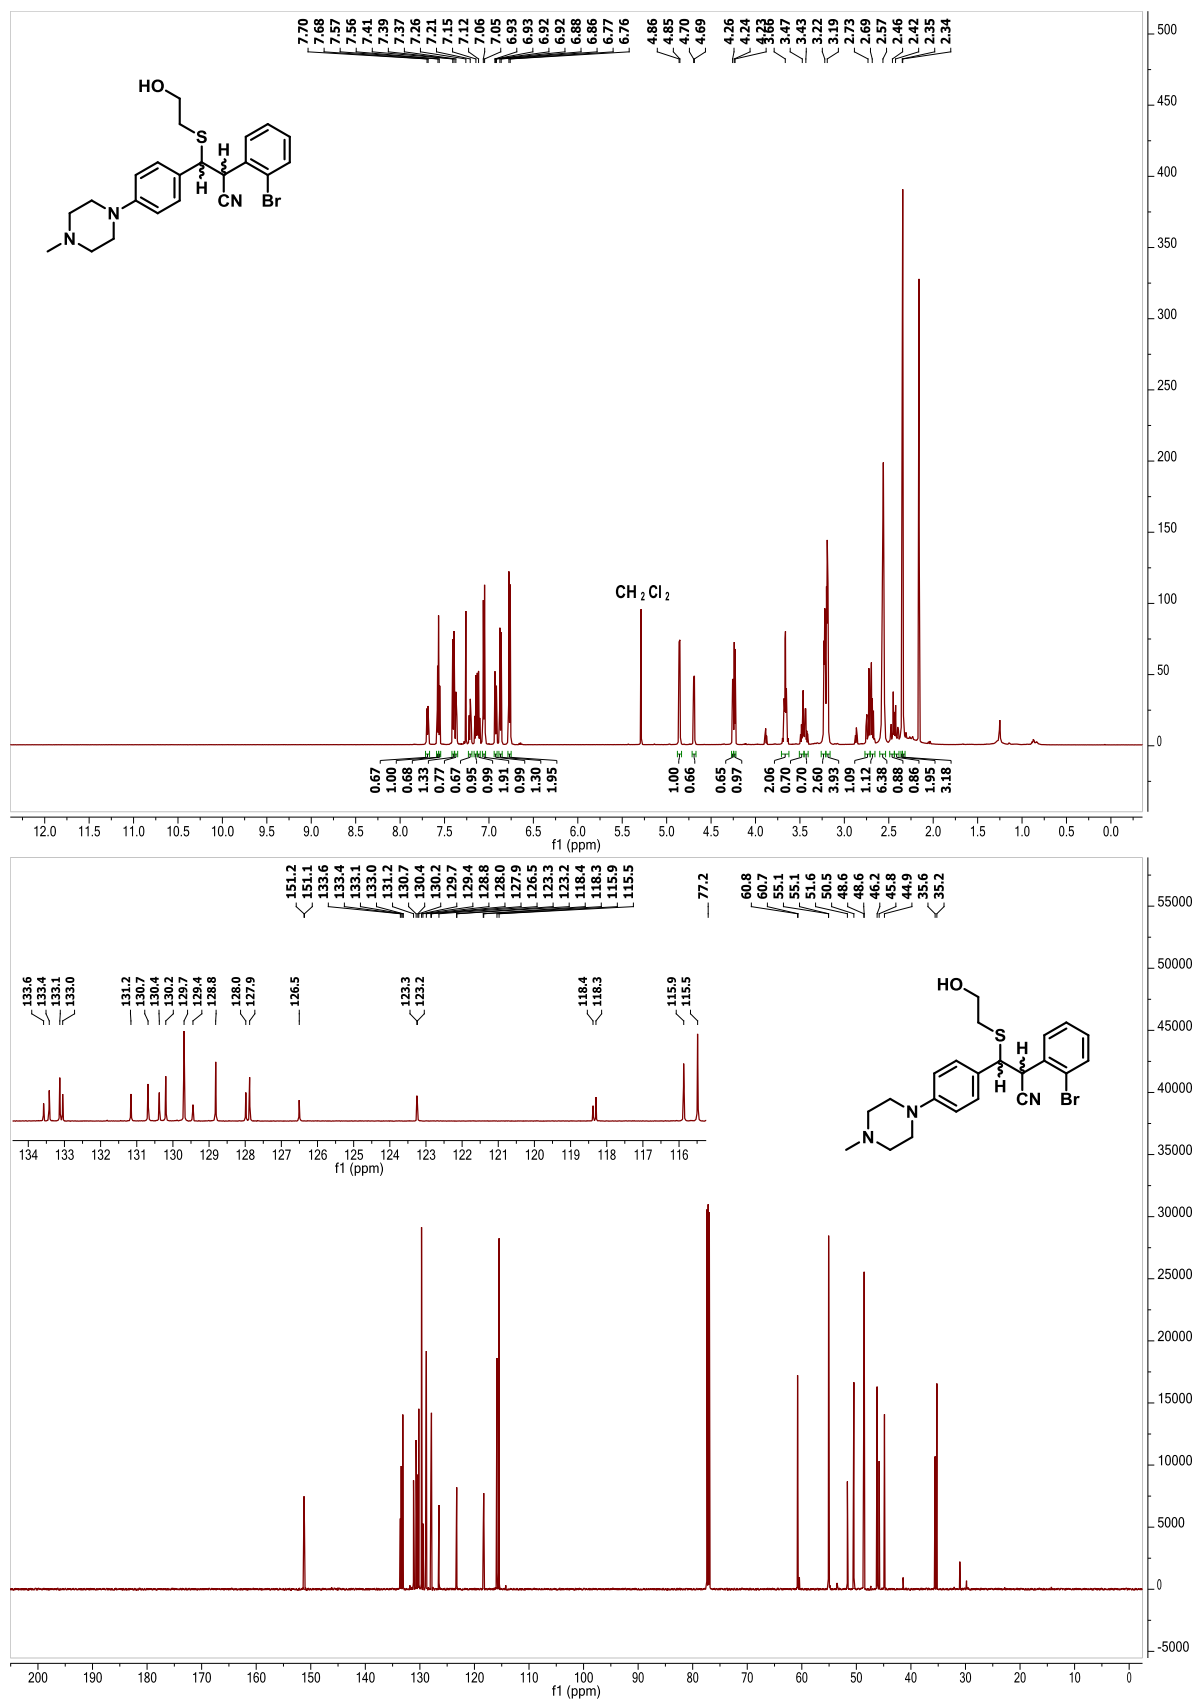 7.70 7.68 7.57 7.56 7.41 7.39 7.37 7.26 7.21 7.15 7.12 7.06 7.05 6.93 6.93 6.92 6.92 6.88 6.86 6.77 6.76 4.86 4.85 4.70 4.69 4.26 4.24 4.23 3.66 3.47 3.43 3.22 3.19 2.73 2.69 2.57 2.46 2.42 2.35 2.34
HO
S
H
H
CN
Br
N
N
CH2Cl2
500
450
400
350
300
250
200
150
100
50
0
0.67 1.00 0.68 1.33 0.77 0.67 0.95 0.99 1.91 0.99 1.30 1.95 1.00 0.66 0.65 0.97 2.06 0.70 0.70 2.60 3.93 1.09 1.12 6.38 0.88 0.86 1.95 3.18
12.0 11.5 11.0 10.5 10.0 9.5 9.0 8.5 8.0 7.5 7.0 6.5 6.0 5.5 5.0 4.5 4.0 3.5 3.0 2.5 2.0 1.5 1.0 0.5 0.0
f1 (ppm)
151.2 151.1 133.6 133.4 133.1 133.0 131.2 130.7 130.4 130.2 129.7 129.4 128.8 128.0 127.9 126.5 123.3 123.2 118.4 118.3 115.9 115.5 77.2 60.8 60.7 55.1 55.1 51.6 50.5 48.6 48.6 46.2 45.8 44.9 35.6 35.2
133.6 133.4 133.1 133.0 131.2 130.7 130.4 130.2 129.7 129.4 128.8 128.0 127.9 126.5 123.3 123.2 118.4 118.3 115.9 115.5
134 133 132 131 130 129 128 127 126 125 124 123 122 121 120 119 118 117 116
f1 (ppm)
HO
S
H
H
CN
Br
N
N
55000
50000
45000
40000
35000
30000
25000
20000
15000
10000
5000
0
-5000
200 190 180 170 160 150 140 130 120 110 100 90 80 70 60 50 40 30 20 10 0
f1 (ppm)